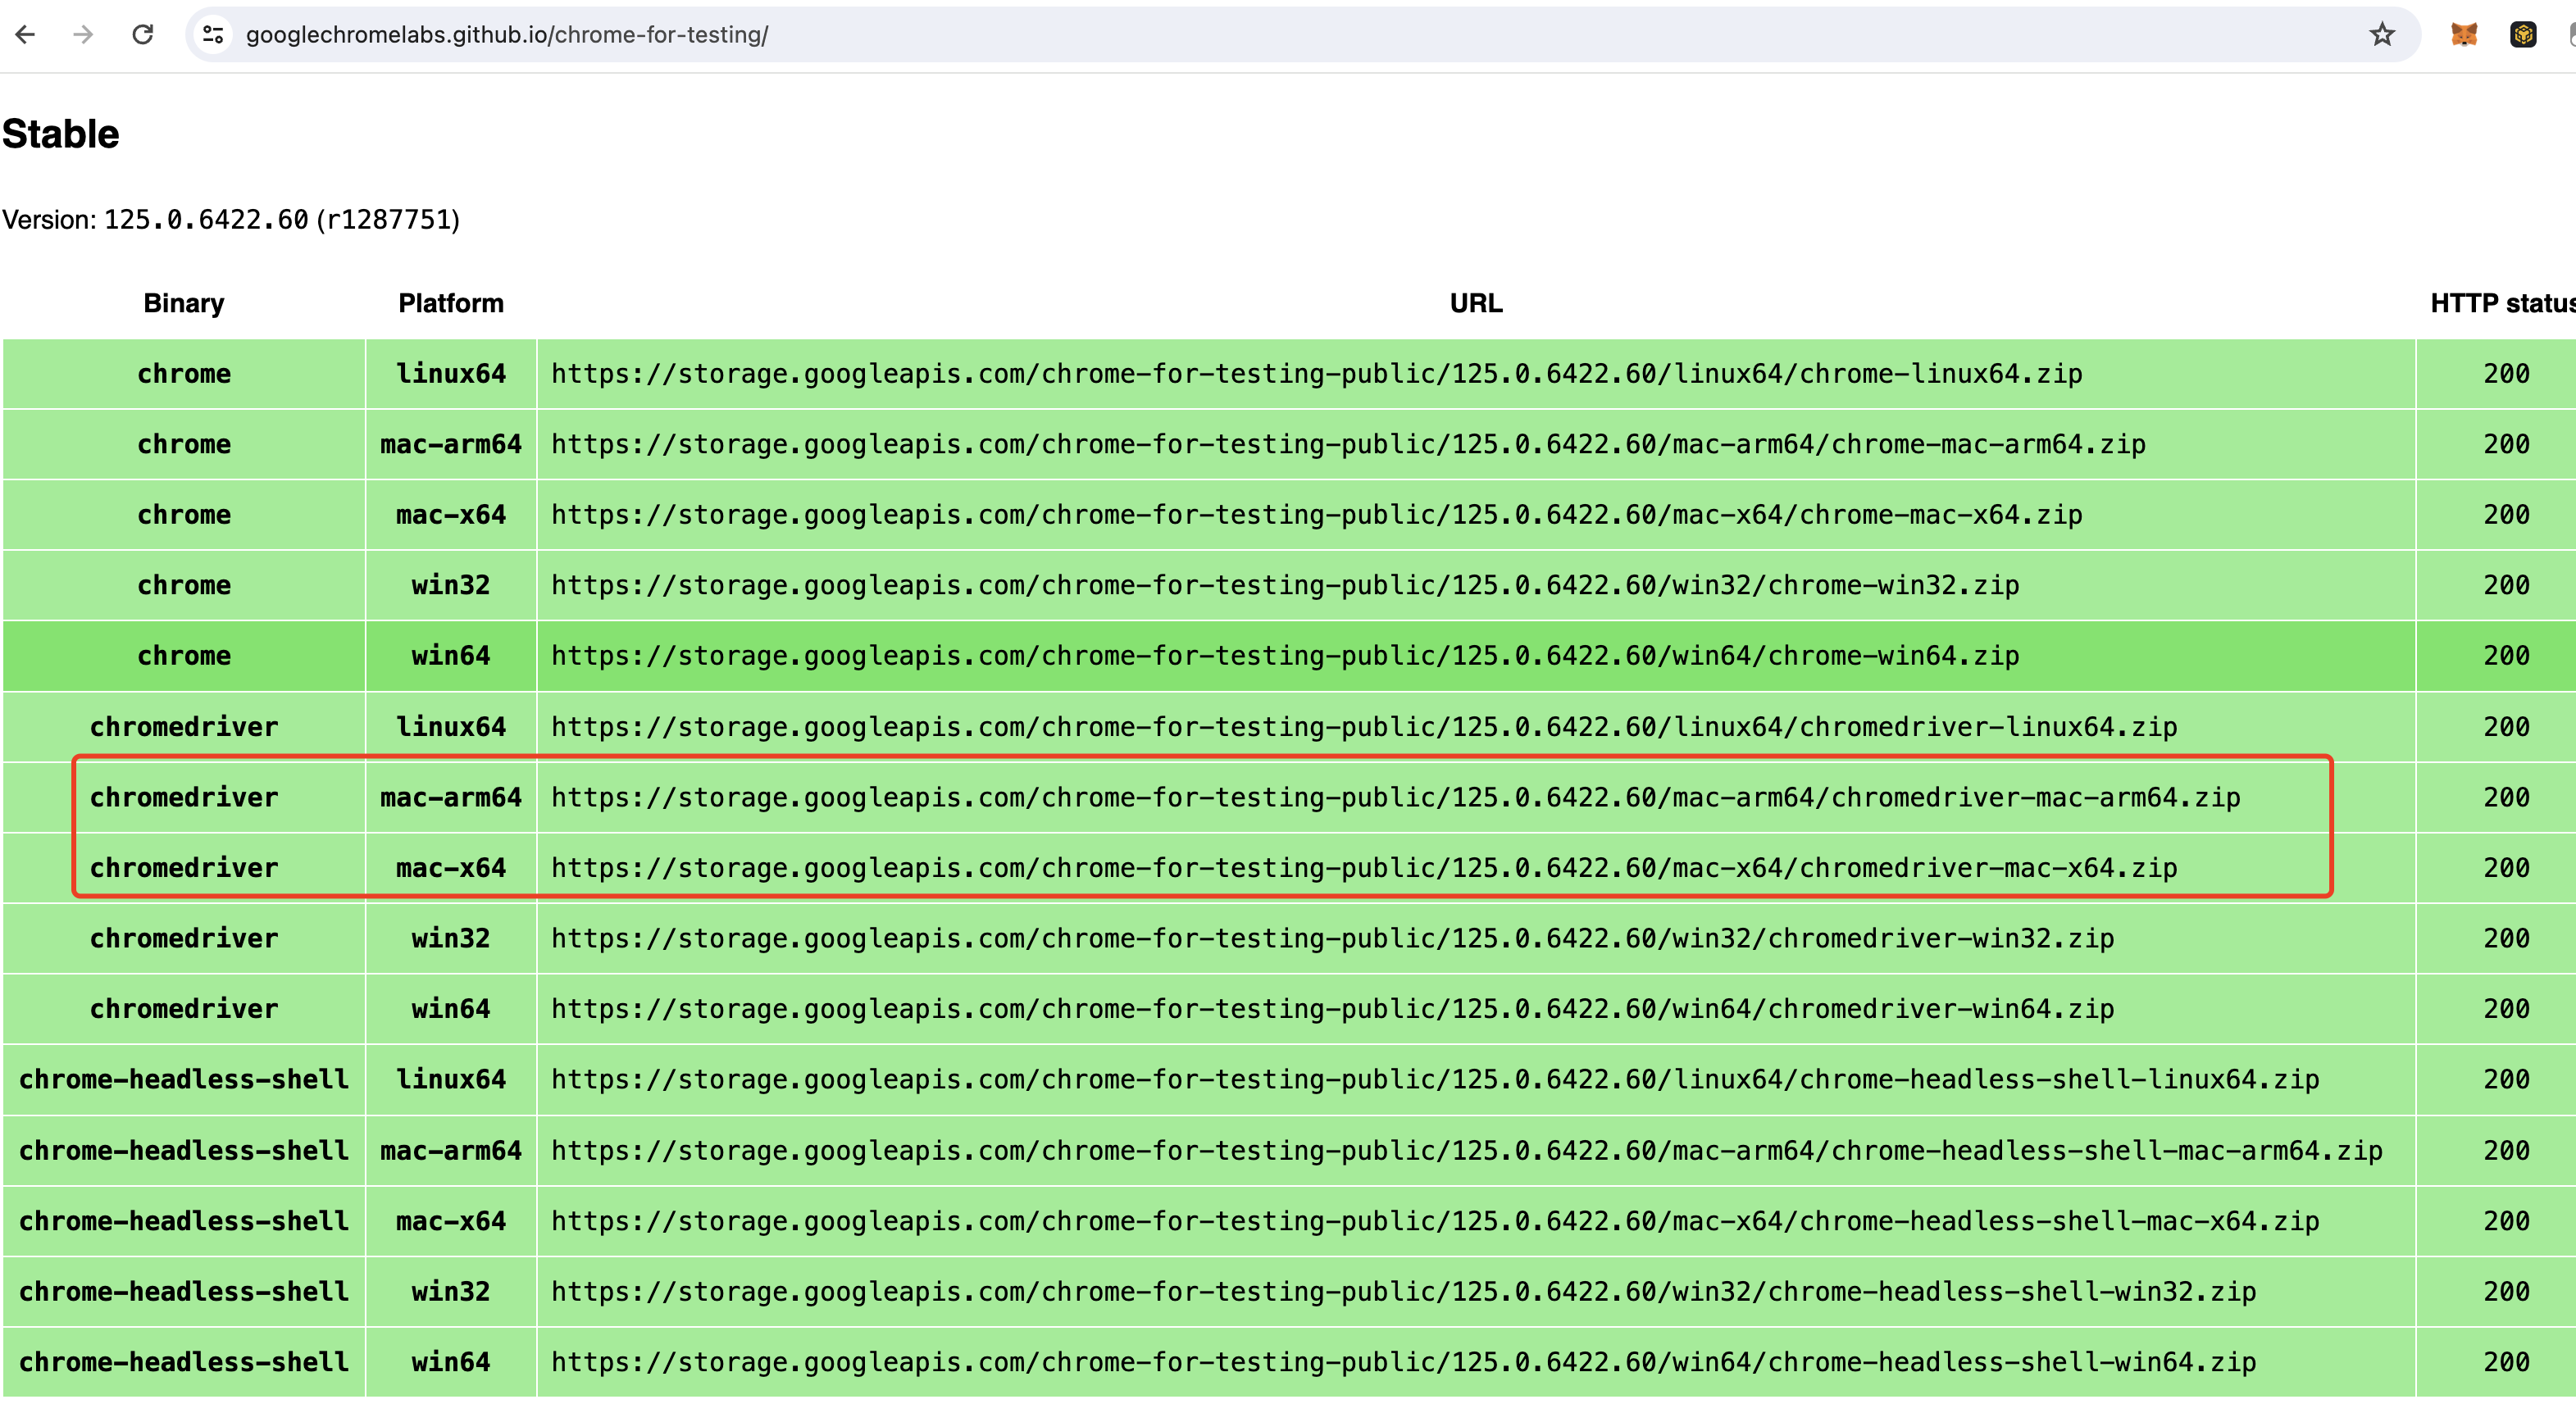 googlechromelabs.github.io/chrome-for-testing/
Stable
Version: 125.0.6422.60 (r1287751)
Binary Platform URL HTTP status
chrome linux64 https://storage.googleapis.com/chrome-for-testing-public/125.0.6422.60/linux64/chrome-linux64.zip 200
chrome mac-arm64 https://storage.googleapis.com/chrome-for-testing-public/125.0.6422.60/mac-arm64/chrome-mac-arm64.zip 200
chrome mac-x64 https://storage.googleapis.com/chrome-for-testing-public/125.0.6422.60/mac-x64/chrome-mac-x64.zip 200
chrome win32 https://storage.googleapis.com/chrome-for-testing-public/125.0.6422.60/win32/chrome-win32.zip 200
chrome win64 https://storage.googleapis.com/chrome-for-testing-public/125.0.6422.60/win64/chrome-win64.zip 200
chromedriver linux64 https://storage.googleapis.com/chrome-for-testing-public/125.0.6422.60/linux64/chromedriver-linux64.zip 200
chromedriver mac-arm64 https://storage.googleapis.com/chrome-for-testing-public/125.0.6422.60/mac-arm64/chromedriver-mac-arm64.zip 200
chromedriver mac-x64 https://storage.googleapis.com/chrome-for-testing-public/125.0.6422.60/mac-x64/chromedriver-mac-x64.zip 200
chromedriver win32 https://storage.googleapis.com/chrome-for-testing-public/125.0.6422.60/win32/chromedriver-win32.zip 200
chromedriver win64 https://storage.googleapis.com/chrome-for-testing-public/125.0.6422.60/win64/chromedriver-win64.zip 200
chrome-headless-shell linux64 https://storage.googleapis.com/chrome-for-testing-public/125.0.6422.60/linux64/chrome-headless-shell-linux64.zip 200
chrome-headless-shell mac-arm64 https://storage.googleapis.com/chrome-for-testing-public/125.0.6422.60/mac-arm64/chrome-headless-shell-mac-arm64.zip 200
chrome-headless-shell mac-x64 https://storage.googleapis.com/chrome-for-testing-public/125.0.6422.60/mac-x64/chrome-headless-shell-mac-x64.zip 200
chrome-headless-shell win32 https://storage.googleapis.com/chrome-for-testing-public/125.0.6422.60/win32/chrome-headless-shell-win32.zip 200
chrome-headless-shell win64 https://storage.googleapis.com/chrome-for-testing-public/125.0.6422.60/win64/chrome-headless-shell-win64.zip 200